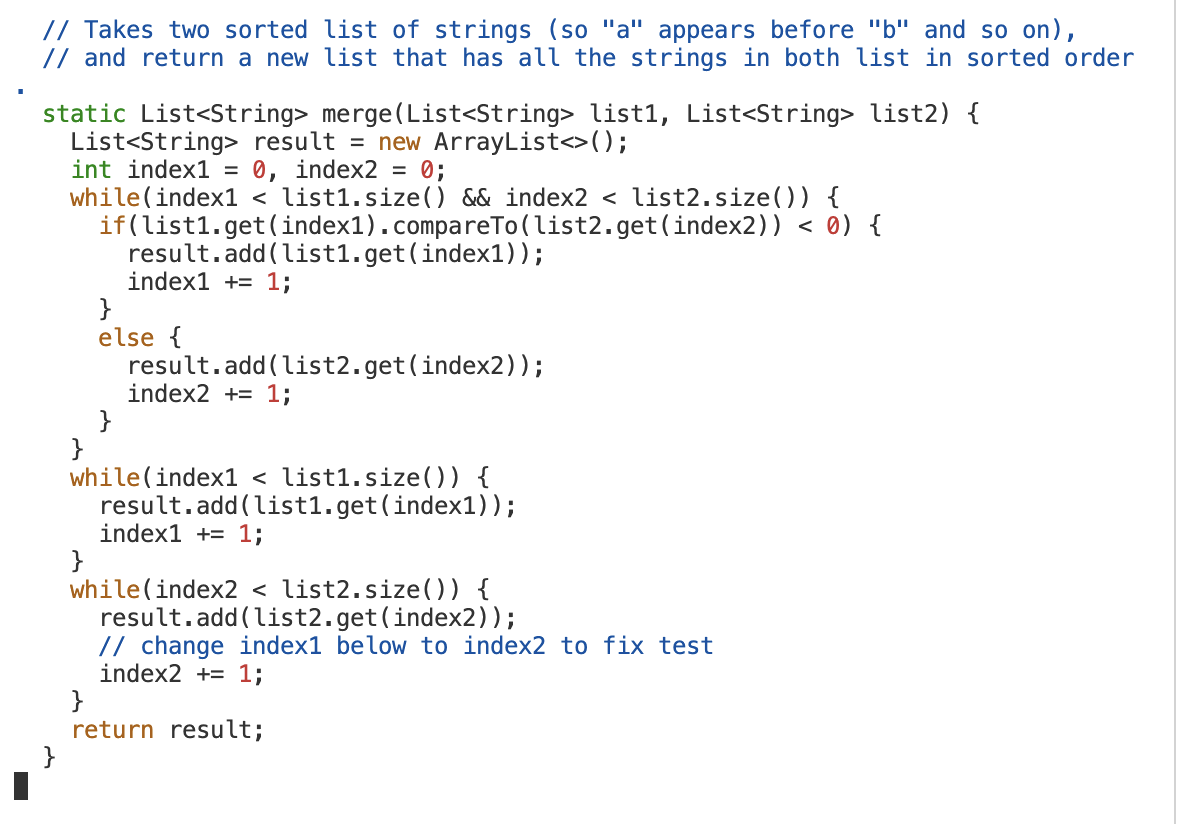 // Takes two sorted list of strings (so "a" appears before "b" and so on),
// and return a new list that has all the strings in both list in sorted order
.
static List<String> merge(List<String> list1, List<String> list2) {
List<String> result = new ArrayList<>();
int index1 = 0, index2 = 0;
while(index1 < list1.size() && index2 < list2.size()) {
if(list1.get(index1).compareTo(list2.get(index2)) < 0) {
result.add(list1.get(index1));
index1 += 1;
}
else {
result.add(list2.get(index2));
index2 += 1;
}
}
while(index1 < list1.size()) {
result.add(list1.get(index1));
index1 += 1;
}
while(index2 < list2.size()) {
result.add(list2.get(index2));
// change index1 below to index2 to fix test
index2 += 1;
}
return result;
}